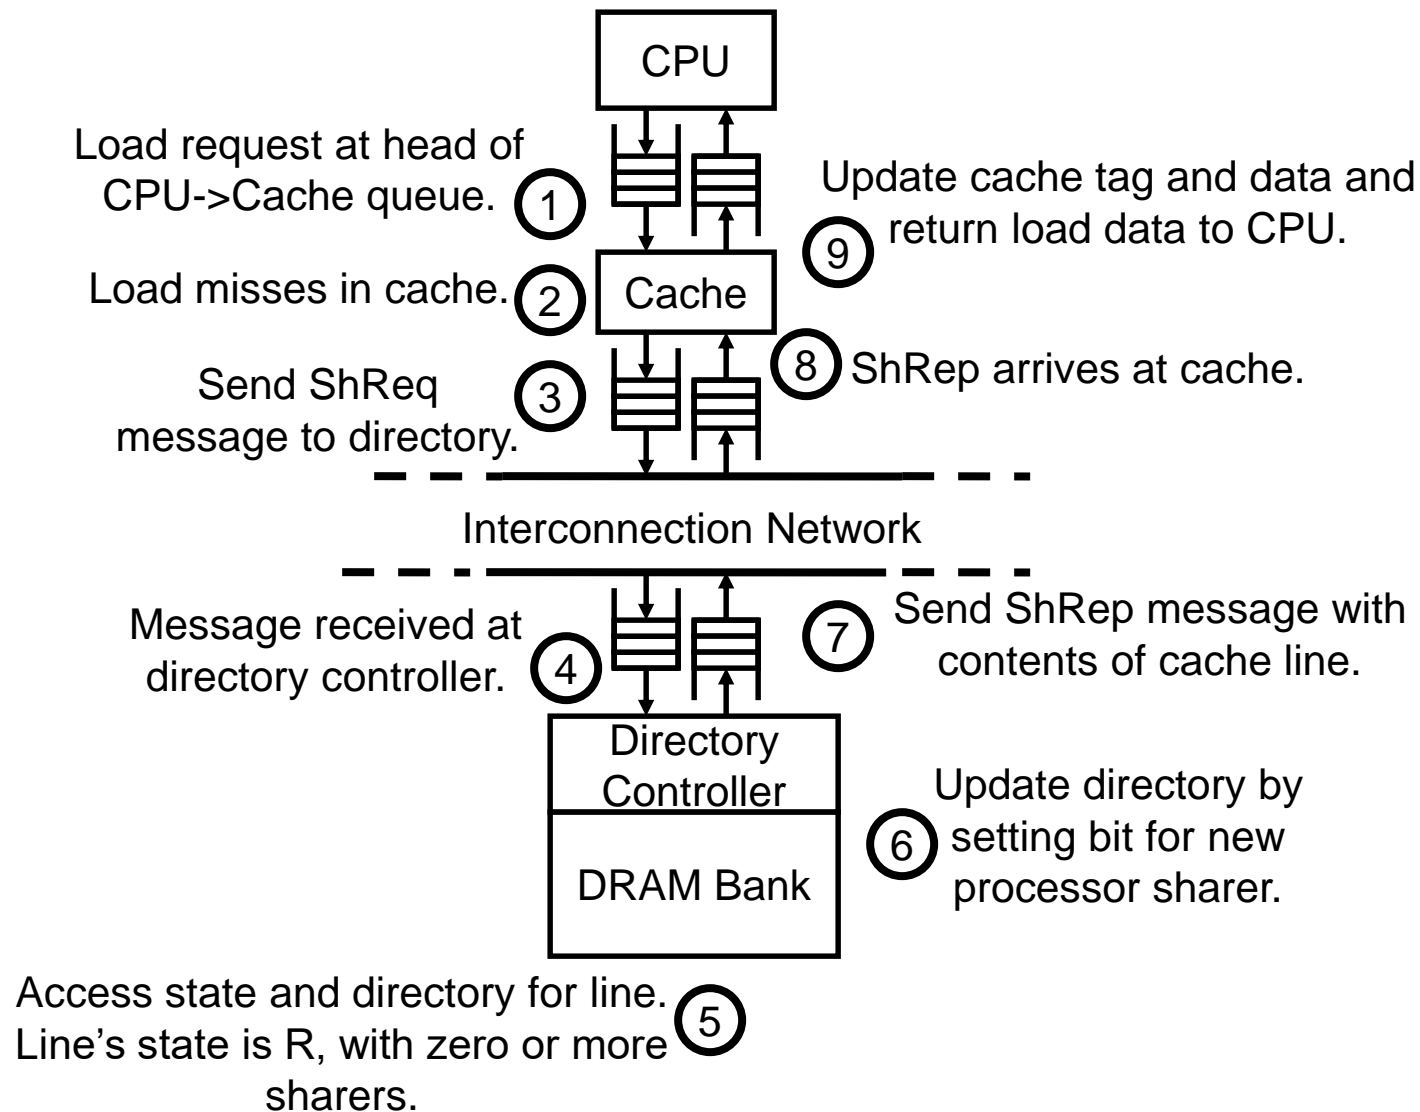 CPU
Load request at head of
CPU->Cache queue.
1
Update cache tag and data and
return load data to CPU.
9
Load misses in cache.
2
Cache
8
ShRep arrives at cache.
Send ShReq
message to directory.
3
Interconnection Network
Message received at
directory controller.
4
7
Send ShRep message with
contents of cache line.
Directory
Controller
DRAM Bank
6
Update directory by
setting bit for new
processor sharer.
Access state and directory for line.
Line’s state is R, with zero or more
sharers.
5